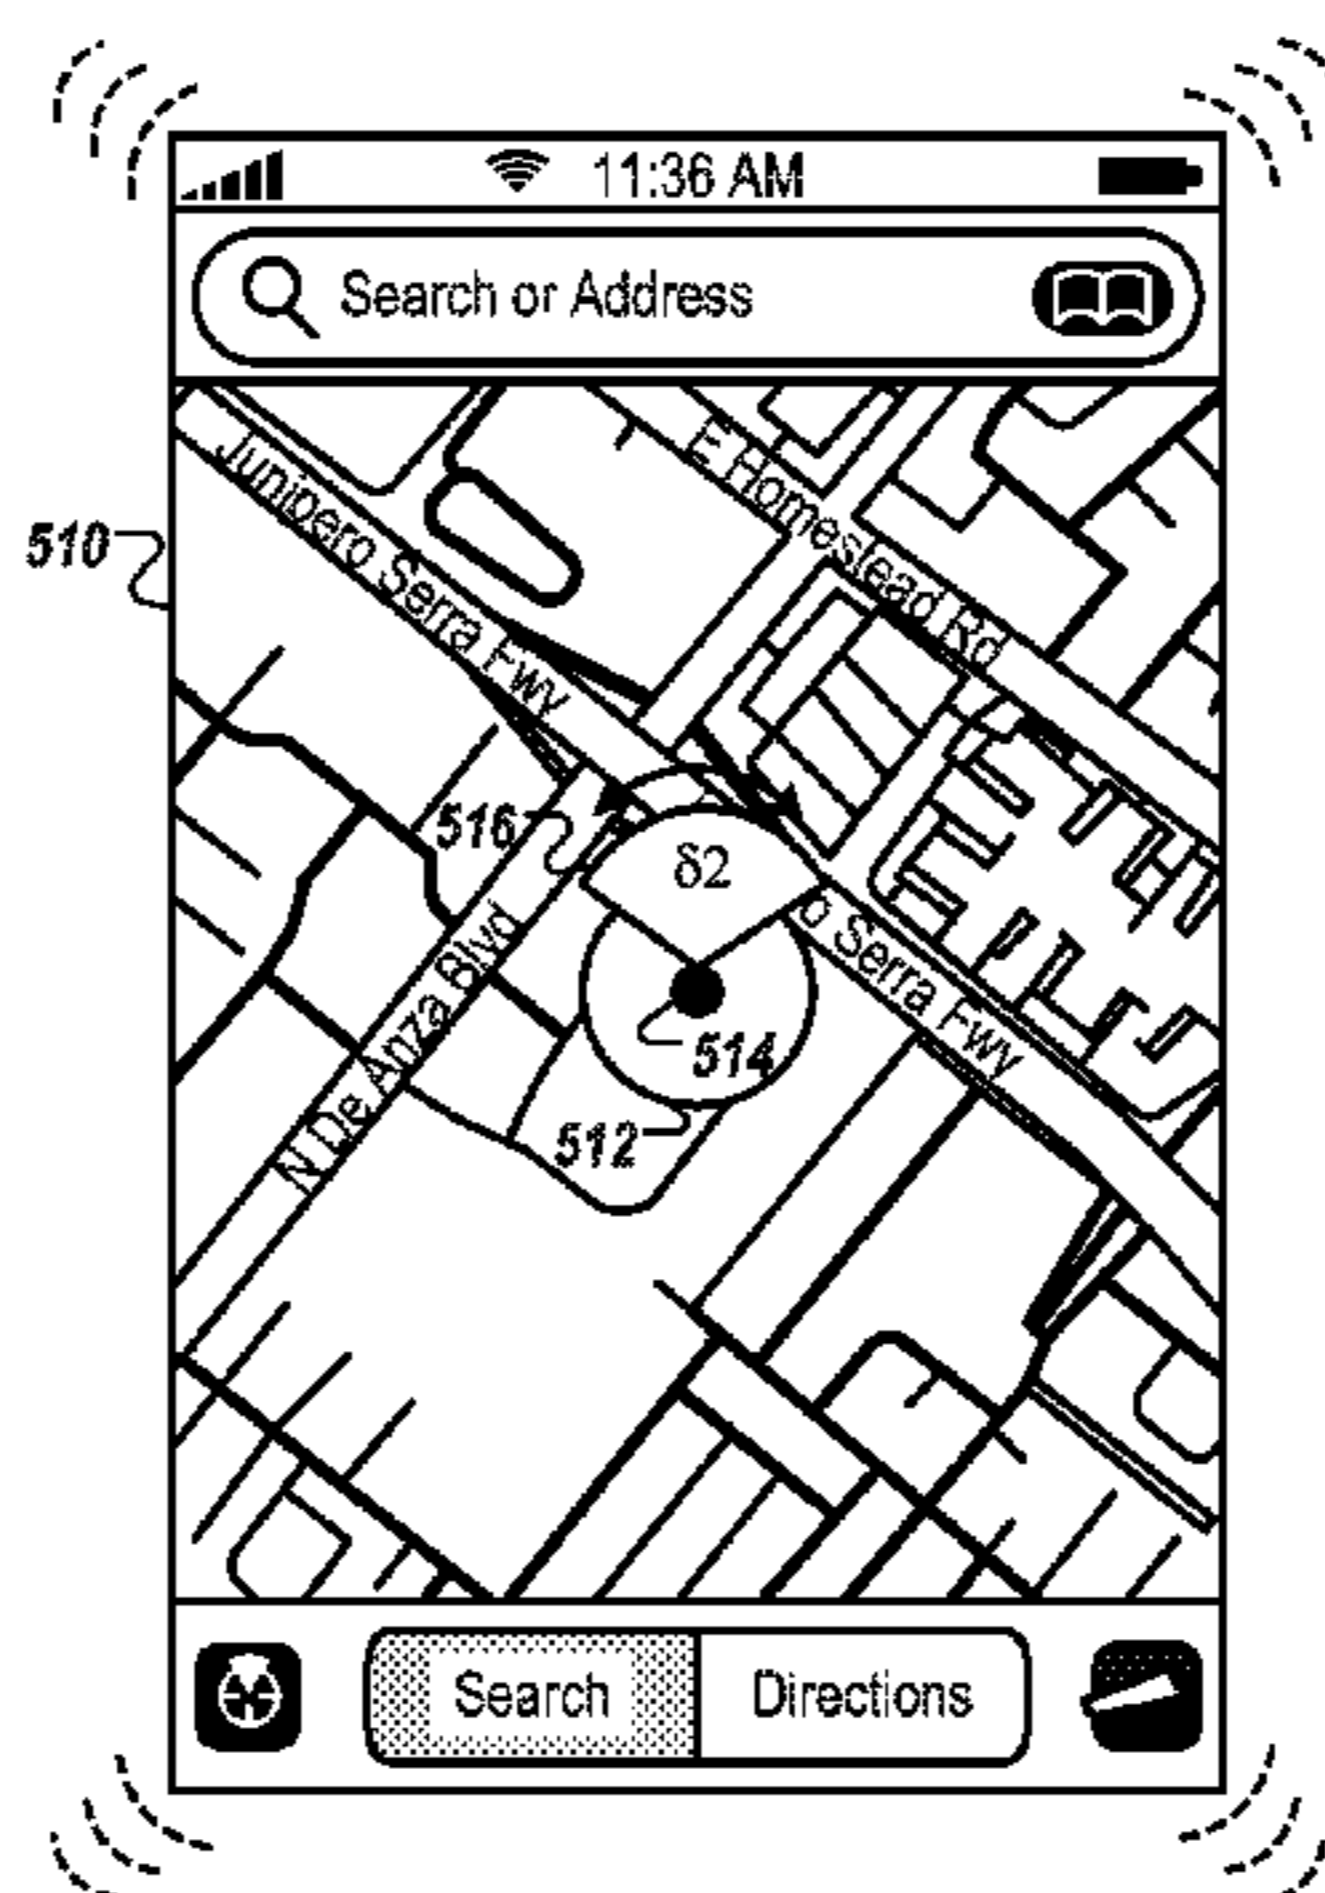 11:36 AM
Search or Address
E Homestead Rd
Junipero Serra Fwy
510
516
δ2
o Serra Fwy
N De Anza Blvd
514
512
Search
Directions